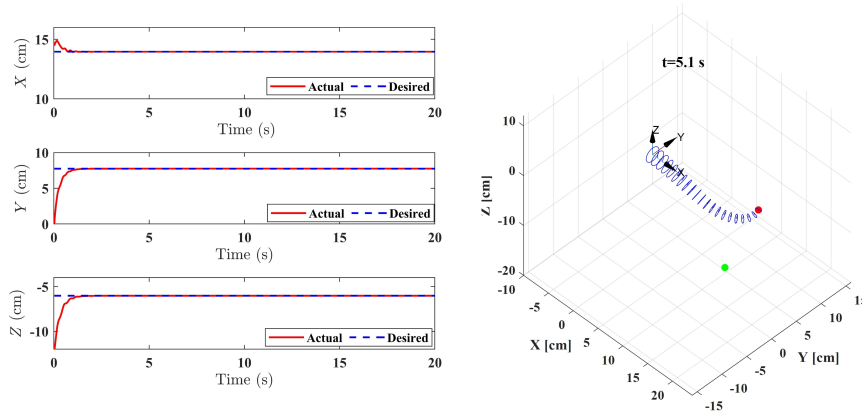 15
10
X (cm)
Actual Desired
0 5 10 15 20
Time (s)
10
5
0
Y (cm)
Actual Desired
0 5 10 15 20
Time (s)
-5
-10
Z (cm)
Actual Desired
0 5 10 15 20
Time (s)
t=5.1 s
10
0
-10
-20
Z [cm]
Z
Y
X
-10
-5
0
5
10
15
20
X [cm]
-15
-10
-5
0
5
10
15
Y [cm]